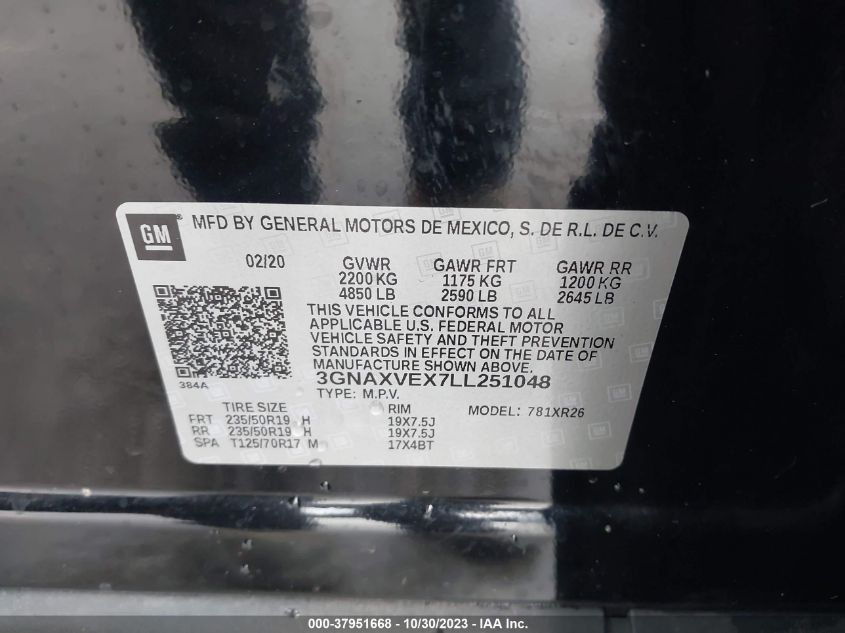 GM ® MFD BY GENERAL MOTORS DE MEXICO, S. DE R.L. DE C.V.
02/20 GVWR GAWR FRT GAWR RR
2200 KG 1175 KG 1200 KG
4850 LB 2590 LB 2645 LB
THIS VEHICLE CONFORMS TO ALL
APPLICABLE U.S. FEDERAL MOTOR
VEHICLE SAFETY AND THEFT PREVENTION
STANDARDS IN EFFECT ON THE DATE OF
MANUFACTURE SHOWN ABOVE.
384A 3GNAXVEX7LL251048
TYPE: M.P.V.
TIRE SIZE RIM MODEL: 781XR26
FRT 235/50R19 H 19X7.5J
RR 235/50R19 H 19X7.5J
SPA T125/70R17 M 17X4BT
000-37951668 - 10/30/2023 - IAA Inc.